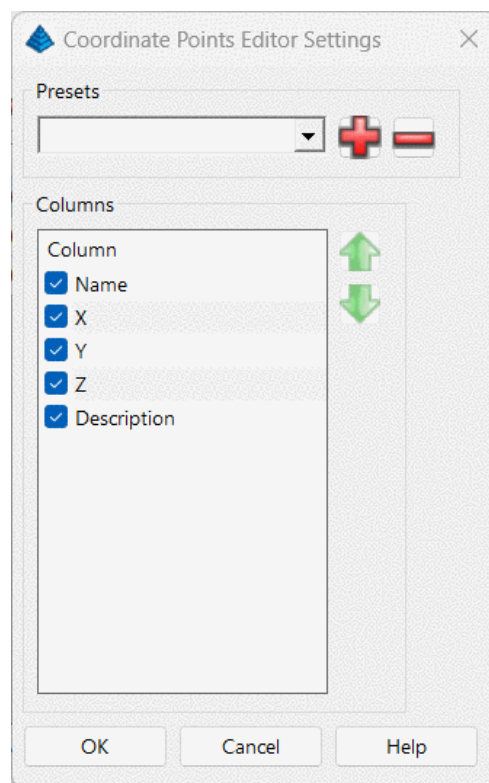 Coordinate Points Editor Settings
Presets
Columns
Column
Name
X
Y
Z
Description
OK
Cancel
Help